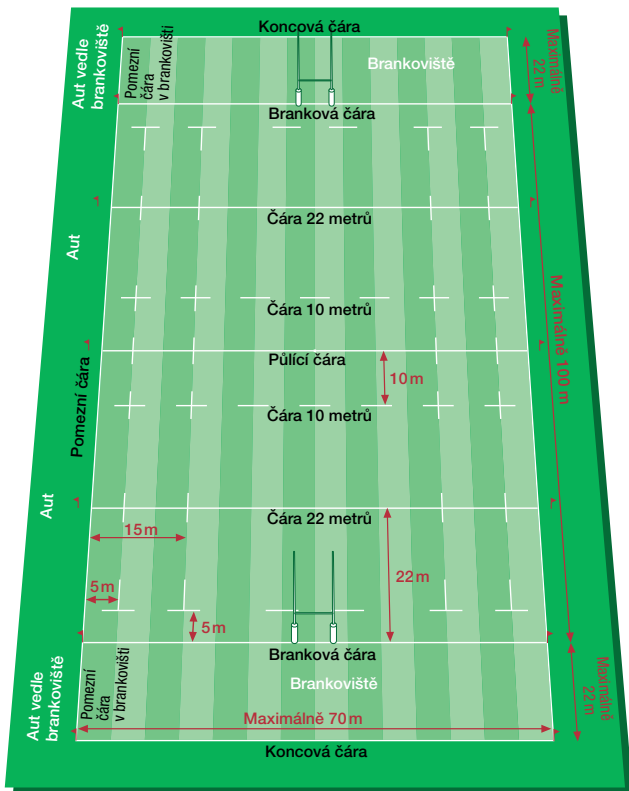 Koncová čára
Aut vedle
brankoviště
Pomezní
čára
v brankovišti
Brankoviště
Maximálně
22 m
Branková čára
Čára 22 metrů
Aut
Čára 10 metrů
Maximálně 100 m
Půlící čára
10 m
Pomezní čára
Čára 10 metrů
Aut
Čára 22 metrů
15 m
22 m
5 m
5 m
Branková čára
Aut vedle
brankoviště
Pomezní
čára
v brankovišti
Brankoviště
Maximálně
22 m
Maximálně 70 m
Koncová čára